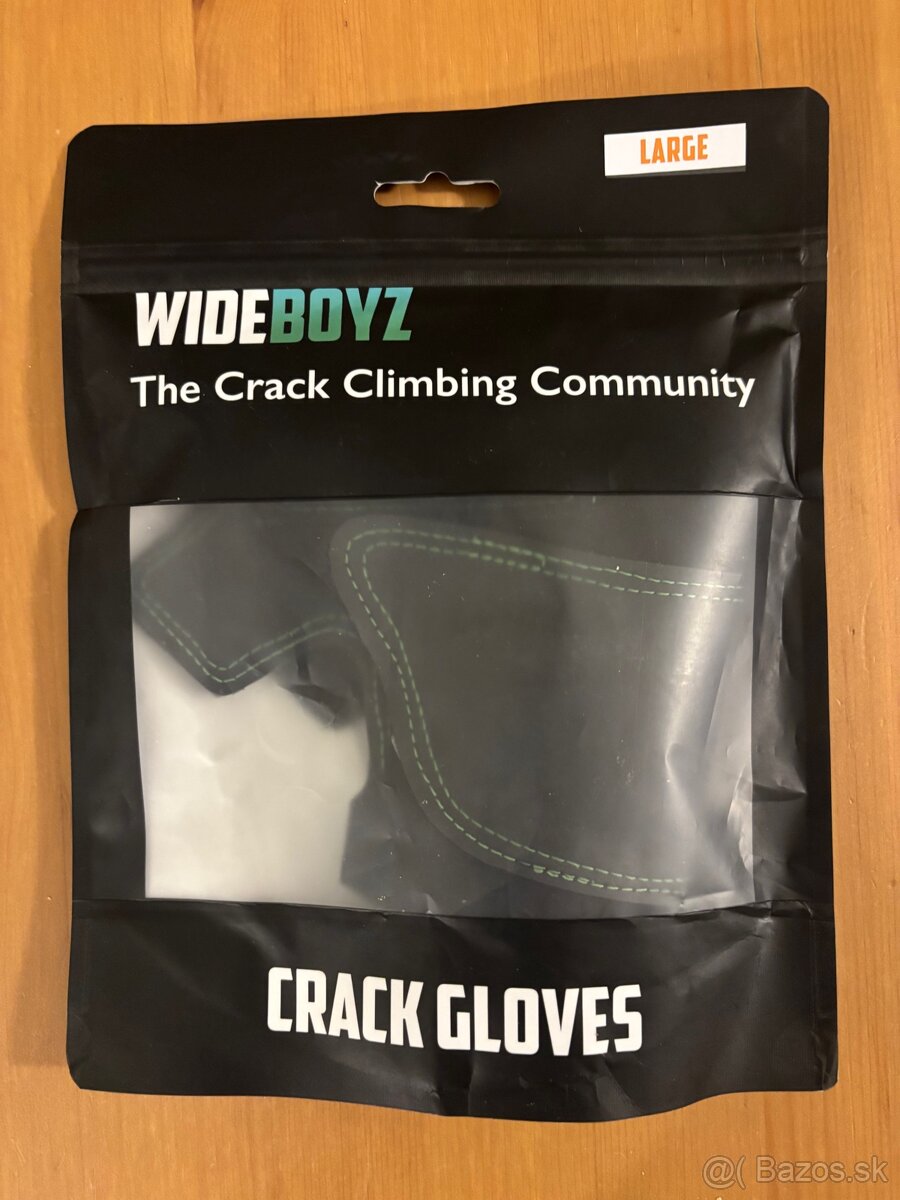 LARGE
WIDEBOYZ
The Crack Climbing Community
CRACK GLOVES
@( Bazos.sk